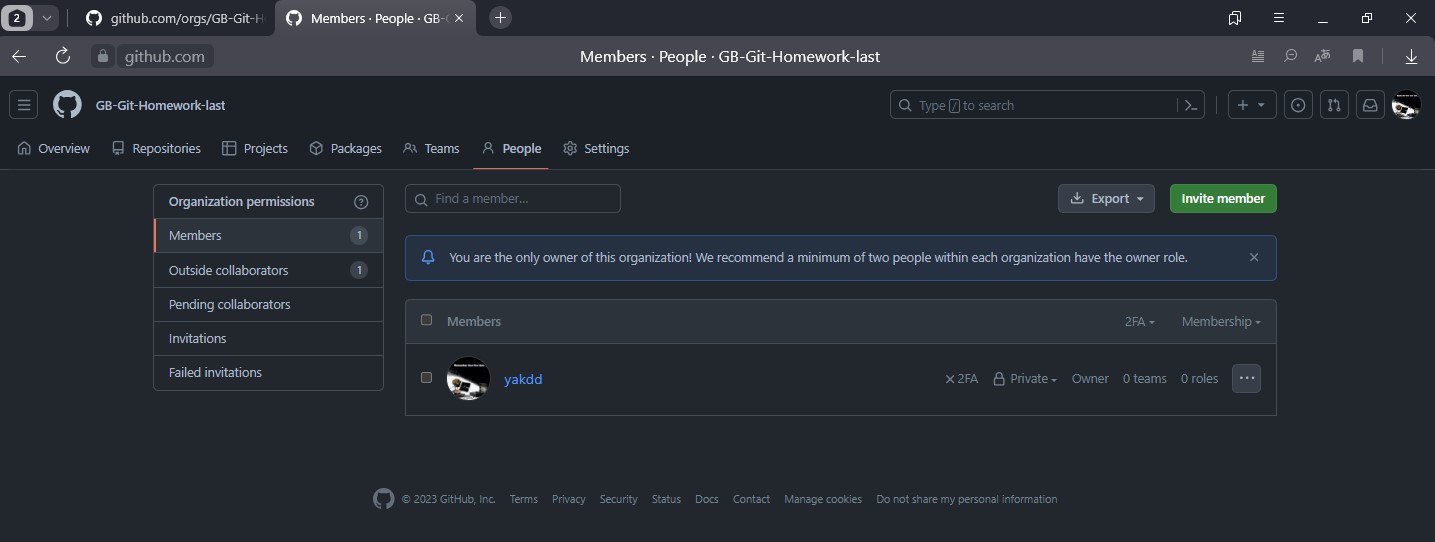 2
github.com/orgs/GB-Git-H
Members · People · GB-
Members · People · GB-Git-Homework-last
github.com
GB-Git-Homework-last
Type / to search
Overview
Repositories
Projects
Packages
Teams
People
Settings
Organization permissions
Members 1
Outside collaborators 1
Pending collaborators
Invitations
Failed invitations
Find a member...
Export
Invite member
You are the only owner of this organization! We recommend a minimum of two people within each organization have the owner role.
Members
2FA
Membership
yakdd
2FA
Private
Owner
0 teams
0 roles
© 2023 GitHub, Inc.
Terms
Privacy
Security
Status
Docs
Contact
Manage cookies
Do not share my personal information